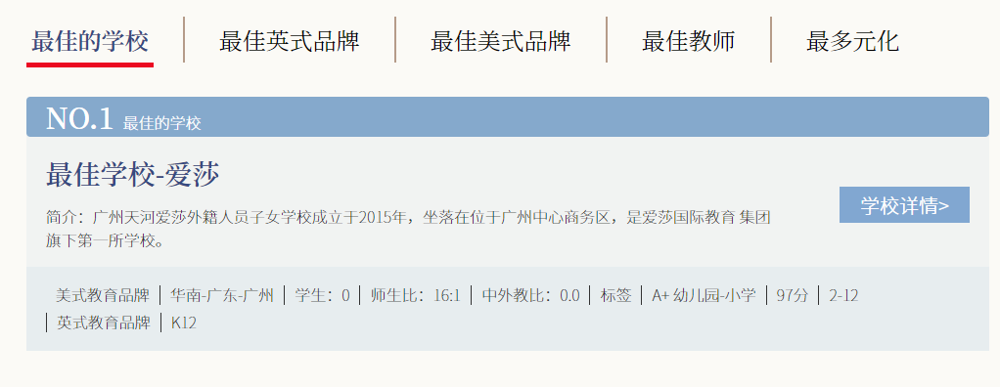 最佳的学校 最佳英式品牌 最佳美式品牌 最佳教师 最多元化
NO.1 最佳的学校
最佳学校-爱莎
简介：广州天河爱莎外籍人员子女学校成立于2015年，坐落在位于广州中心商务区，是爱莎国际教育 集团
旗下第一所学校。
学校详情>
美式教育品牌 华南-广东-广州 学生：0 师生比：16:1 中外教比：0.0 标签 A+ 幼儿园-小学 97分 2-12
英式教育品牌 K12